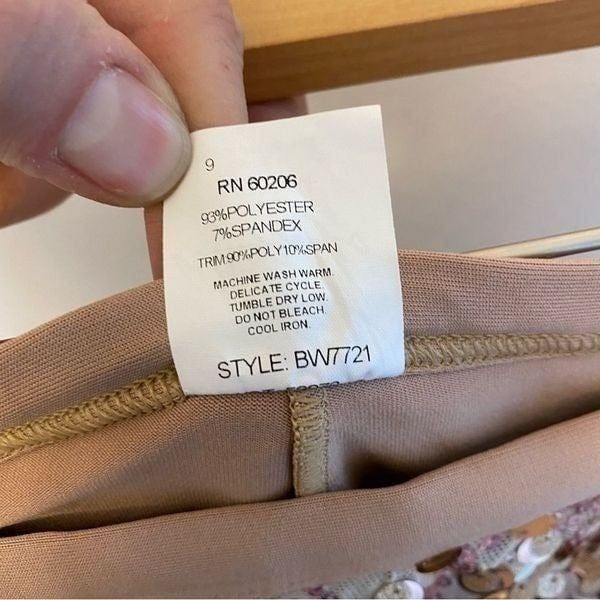 9
RN 60206
93%POLYESTER
7%SPANDEX
TRIM 90%POLY10%SPAN
MACHINE WASH WARM.
DELICATE CYCLE.
TUMBLE DRY LOW.
DO NOT BLEACH.
COOL IRON.
STYLE: BW7721